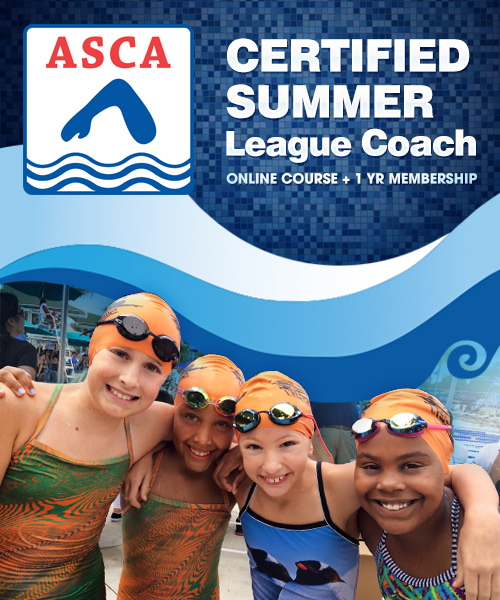 ASCA
CERTIFIED
SUMMER
League Coach
ONLINE COURSE + 1 YR MEMBERSHIP